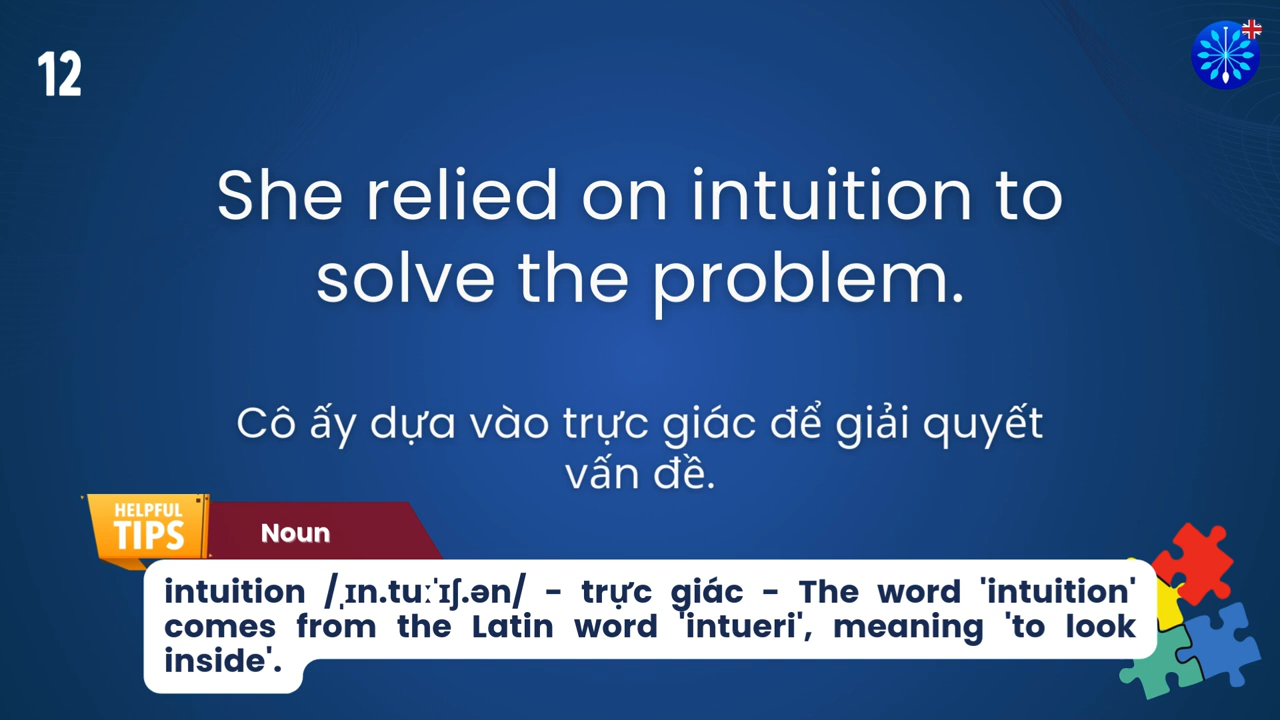 12
She relied on intuition to
solve the problem.
Cô ấy dựa vào trực giác để giải quyết
vấn đề.
HELPFUL
TIPS
Noun
intuition /ˌɪn.tuːˈɪʃ.ən/ - trực giác - The word 'intuition'
comes from the Latin word 'intueri', meaning 'to look
inside'.